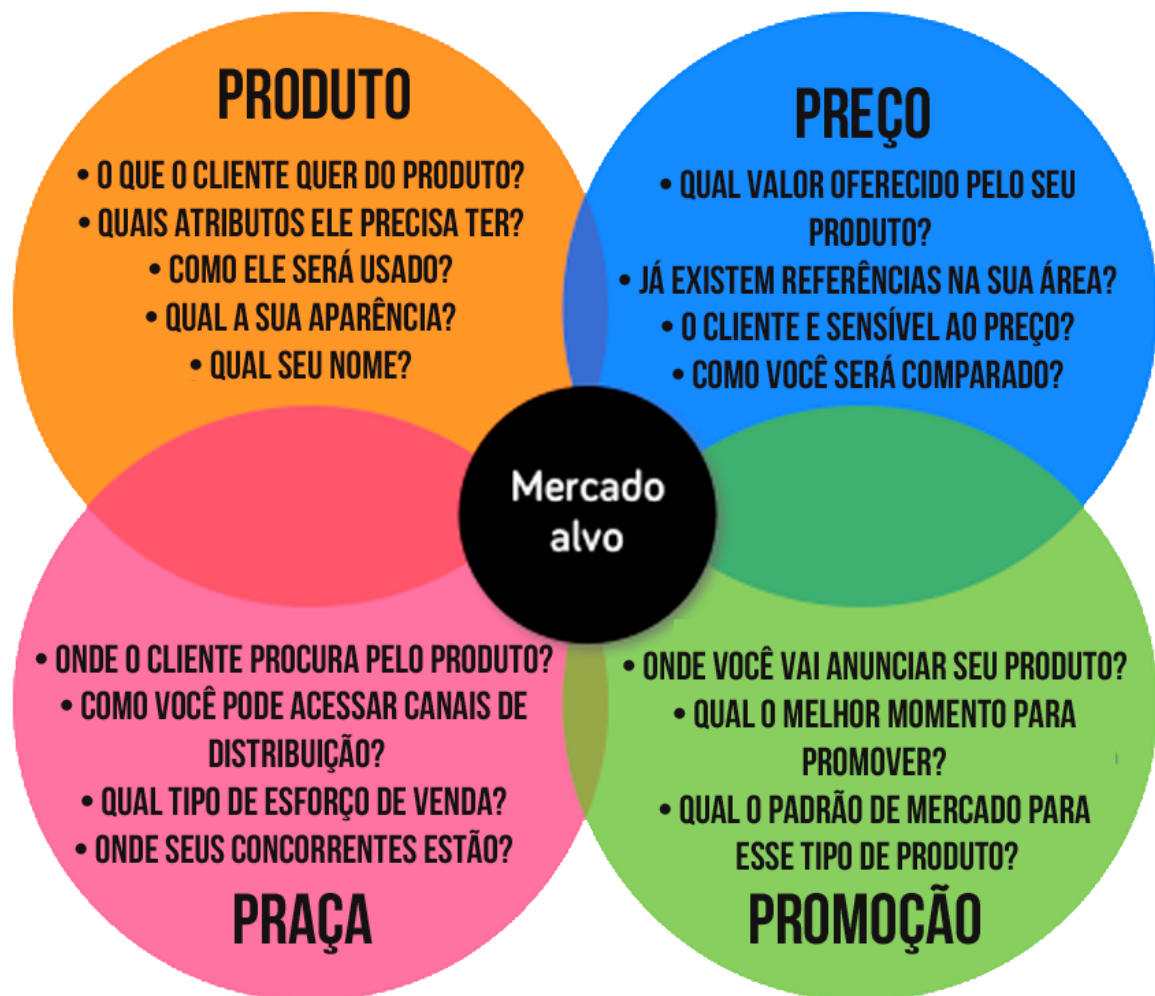 PRODUTO
• O QUE O CLIENTE QUER DO PRODUTO?
• QUAIS ATRIBUTOS ELE PRECISA TER?
• COMO ELE SERÁ USADO?
• QUAL A SUA APARÊNCIA?
• QUAL SEU NOME?
PREÇO
• QUAL VALOR OFERECIDO PELO SEU
PRODUTO?
• JÁ EXISTEM REFERÊNCIAS NA SUA ÁREA?
• O CLIENTE E SENSÍVEL AO PREÇO?
• COMO VOCÊ SERÁ COMPARADO?
Mercado
alvo
• ONDE O CLIENTE PROCURA PELO PRODUTO?
• COMO VOCÊ PODE ACESSAR CANAIS DE
DISTRIBUIÇÃO?
• QUAL TIPO DE ESFORÇO DE VENDA?
• ONDE SEUS CONCORRENTES ESTÃO?
PRAÇA
• ONDE VOCÊ VAI ANUNCIAR SEU PRODUTO?
• QUAL O MELHOR MOMENTO PARA
PROMOVER?
• QUAL O PADRÃO DE MERCADO PARA
ESSE TIPO DE PRODUTO?
PROMOÇÃO